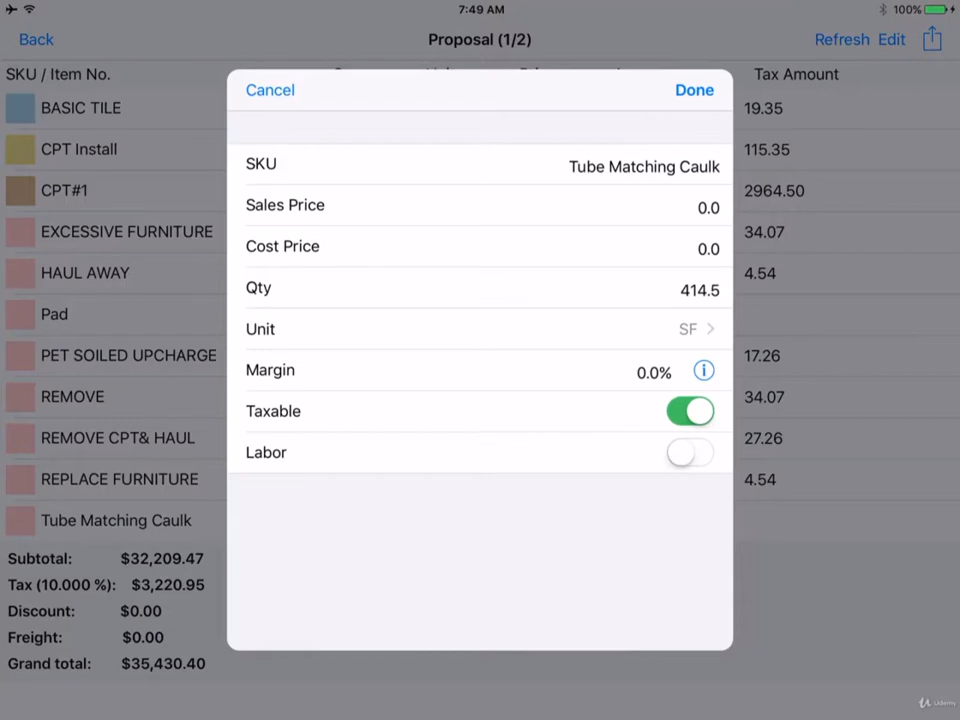 7:49 AM
100%
Back
Proposal (1/2)
Refresh Edit
SKU / Item No.
Tax Amount
Cancel
Done
BASIC TILE
19.35
CPT Install
115.35
SKU
Tube Matching Caulk
CPT#1
2964.50
Sales Price
0.0
EXCESSIVE FURNITURE
34.07
Cost Price
0.0
HAUL AWAY
4.54
Qty
414.5
Pad
Unit
SF
PET SOILED UPCHARGE
17.26
Margin
0.0%
REMOVE
34.07
Taxable
REMOVE CPT& HAUL
27.26
Labor
REPLACE FURNITURE
4.54
Tube Matching Caulk
Subtotal: $32,209.47
Tax (10.000 %): $3,220.95
Discount: $0.00
Freight: $0.00
Grand total: $35,430.40
Udemy